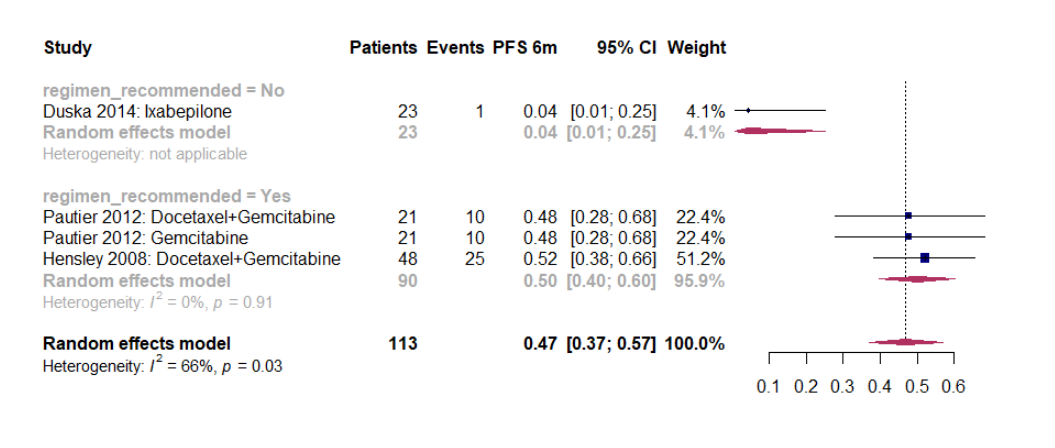 Study Patients Events PFS 6m 95% CI Weight
regimen_recommended = No
Duska 2014: Ixabepilone 23 1 0.04 [0.01; 0.25] 4.1%
Random effects model 23 0.04 [0.01; 0.25] 4.1%
Heterogeneity: not applicable
regimen_recommended = Yes
Pautier 2012: Docetaxel+Gemcitabine 21 10 0.48 [0.28; 0.68] 22.4%
Pautier 2012: Gemcitabine 21 10 0.48 [0.28; 0.68] 22.4%
Hensley 2008: Docetaxel+Gemcitabine 48 25 0.52 [0.38; 0.66] 51.2%
Random effects model 90 0.50 [0.40; 0.60] 95.9%
Heterogeneity: I² = 0%, p = 0.91
Random effects model 113 0.47 [0.37; 0.57] 100.0%
Heterogeneity: I² = 66%, p = 0.03
0.1 0.2 0.3 0.4 0.5 0.6